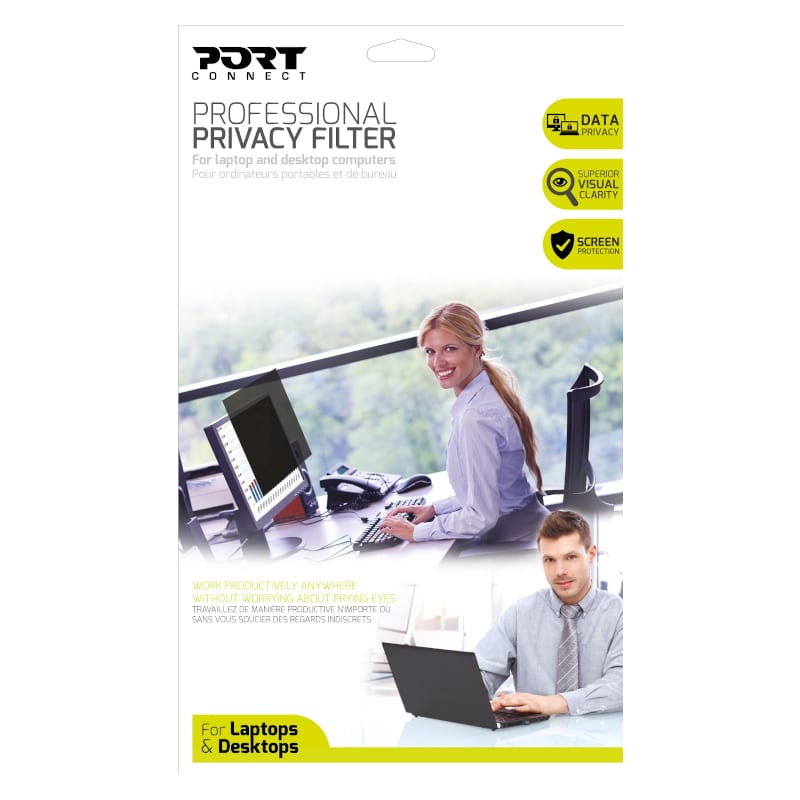 PORT
CONNECT
PROFESSIONAL
PRIVACY FILTER
For laptop and desktop computers
Pour ordinateurs portables et de bureau
DATA
PRIVACY
SUPERIOR
VISUAL
CLARITY
SCREEN
PROTECTION
WORK PRODUCTIVELY ANYWHERE
WITHOUT WORRYING ABOUT PRYING EYES
TRAVAILLEZ DE MANIÈRE PRODUCTIVE N'IMPORTE OÙ
SANS VOUS SOUCIER DES REGARDS INDISCRETS
For Laptops
& Desktops